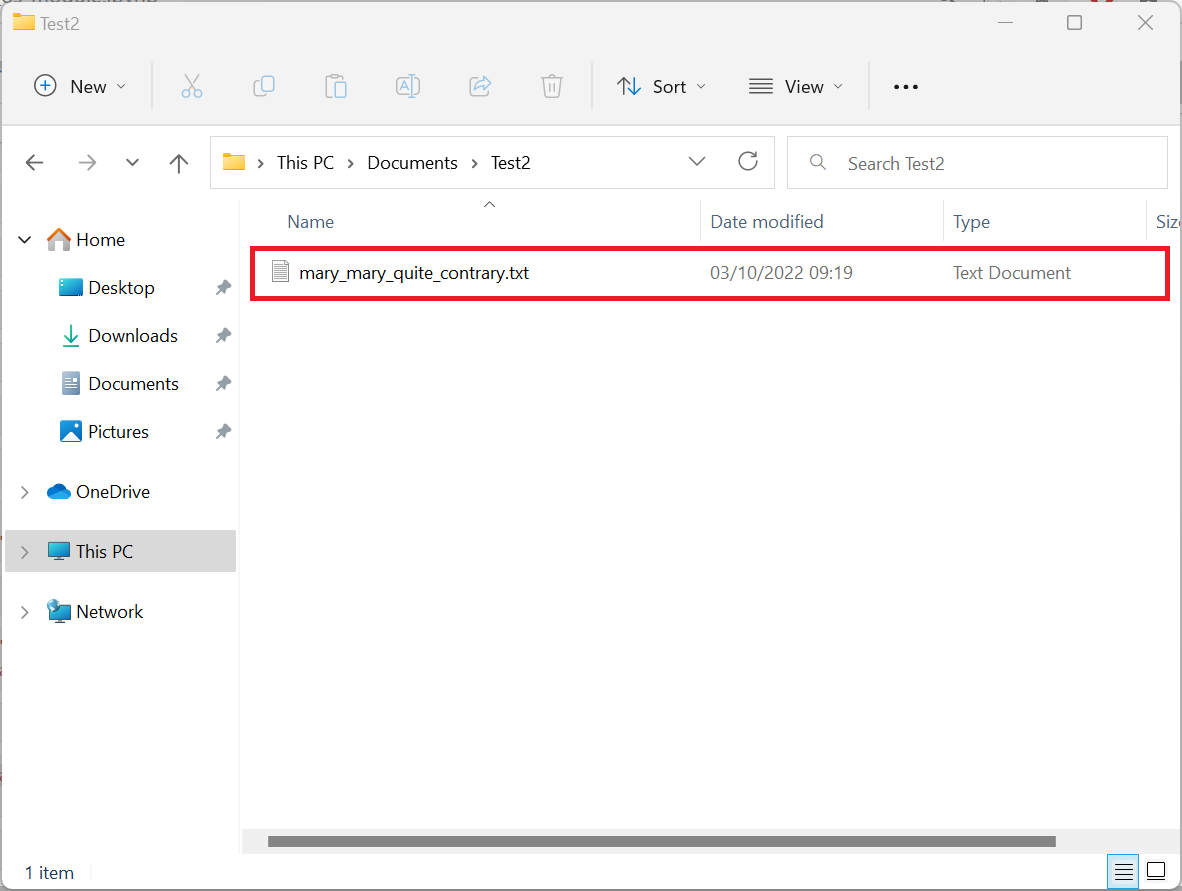 Test2
New Sort View
This PC Documents Test2 Search Test2
Name Date modified Type
mary_mary_quite_contrary.txt 03/10/2022 09:19 Text Document
Home
Desktop
Downloads
Documents
Pictures
OneDrive
This PC
Network
1 item